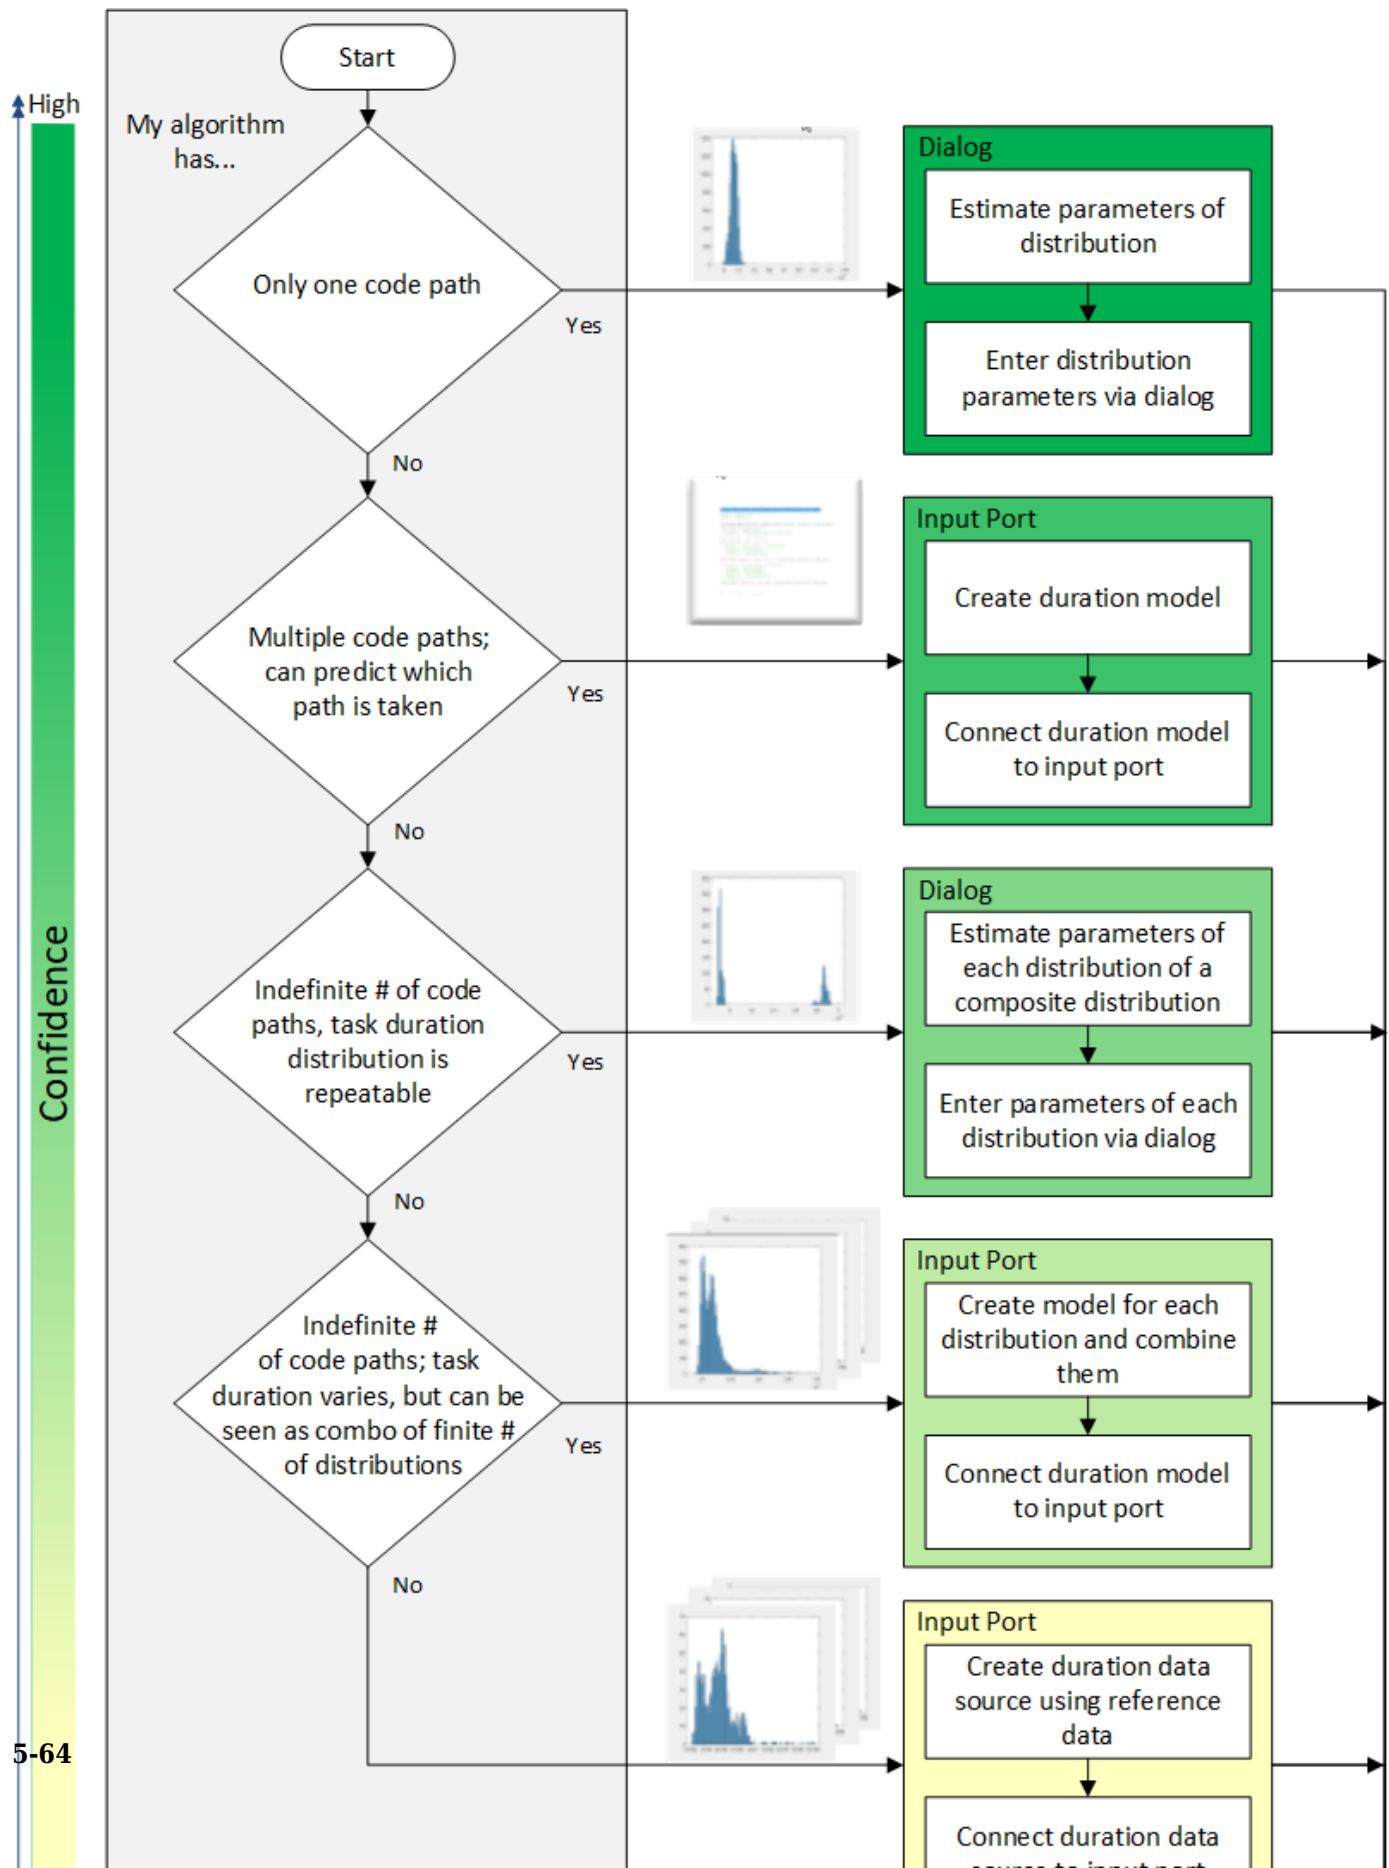 Start
High
My algorithm
has...
Only one code path
Yes
No
Dialog
Estimate parameters of
distribution
Enter distribution
parameters via dialog
Multiple code paths;
can predict which
path is taken
Yes
No
Input Port
Create duration model
Connect duration model
to input port
Confidence
Indefinite # of code
paths, task duration
distribution is
repeatable
Yes
No
Dialog
Estimate parameters of
each distribution of a
composite distribution
Enter parameters of each
distribution via dialog
Indefinite #
of code paths; task
duration varies, but can be
seen as combo of finite #
of distributions
Yes
No
Input Port
Create model for each
distribution and combine
them
Connect duration model
to input port
Input Port
Create duration data
source using reference
data
Connect duration data
source to input port
5-64